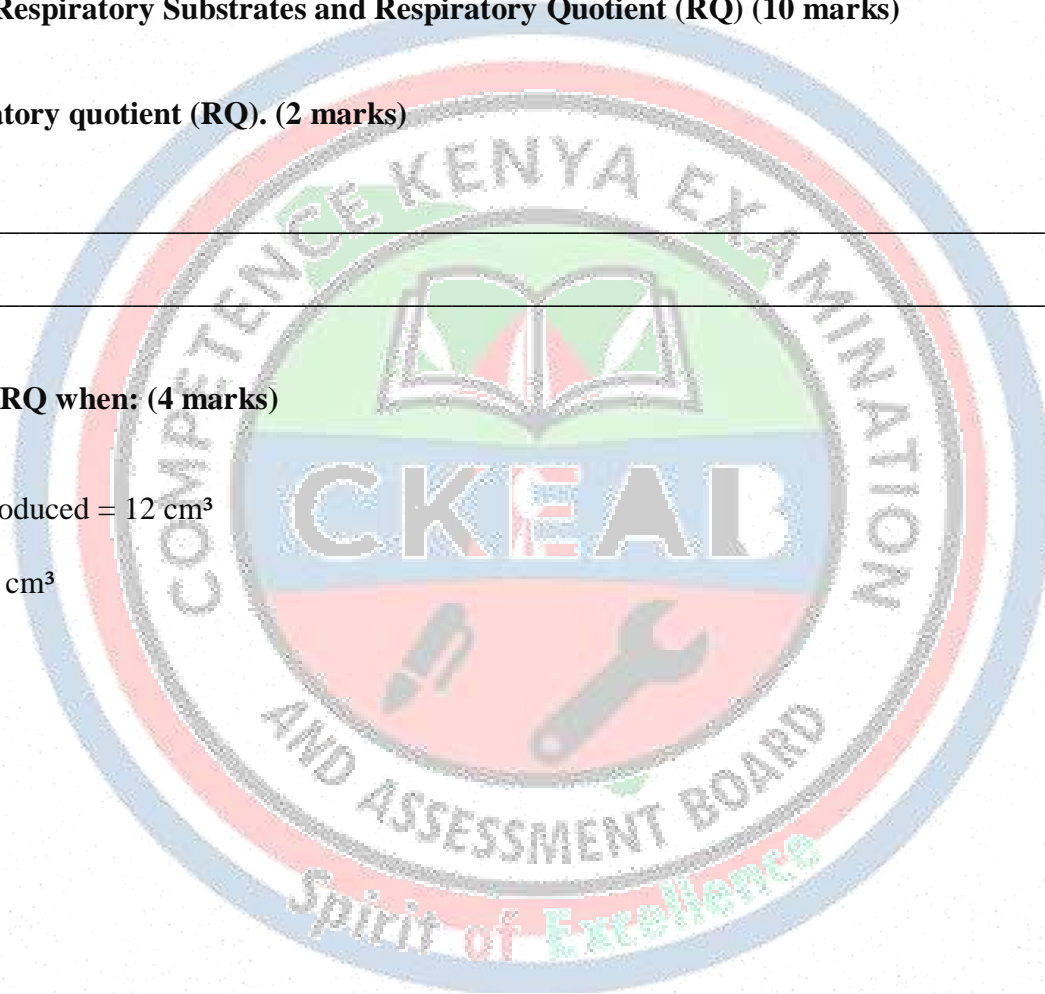 Respiratory Substrates and Respiratory Quotient (RQ) (10 marks)
atory quotient (RQ). (2 marks)
RQ when: (4 marks)
oduced = 12 cm³
cm³
COMPETENCE KENYA EXAMINATION
CKEAB
AND ASSESSMENT BOARD
Spirit of Excellence